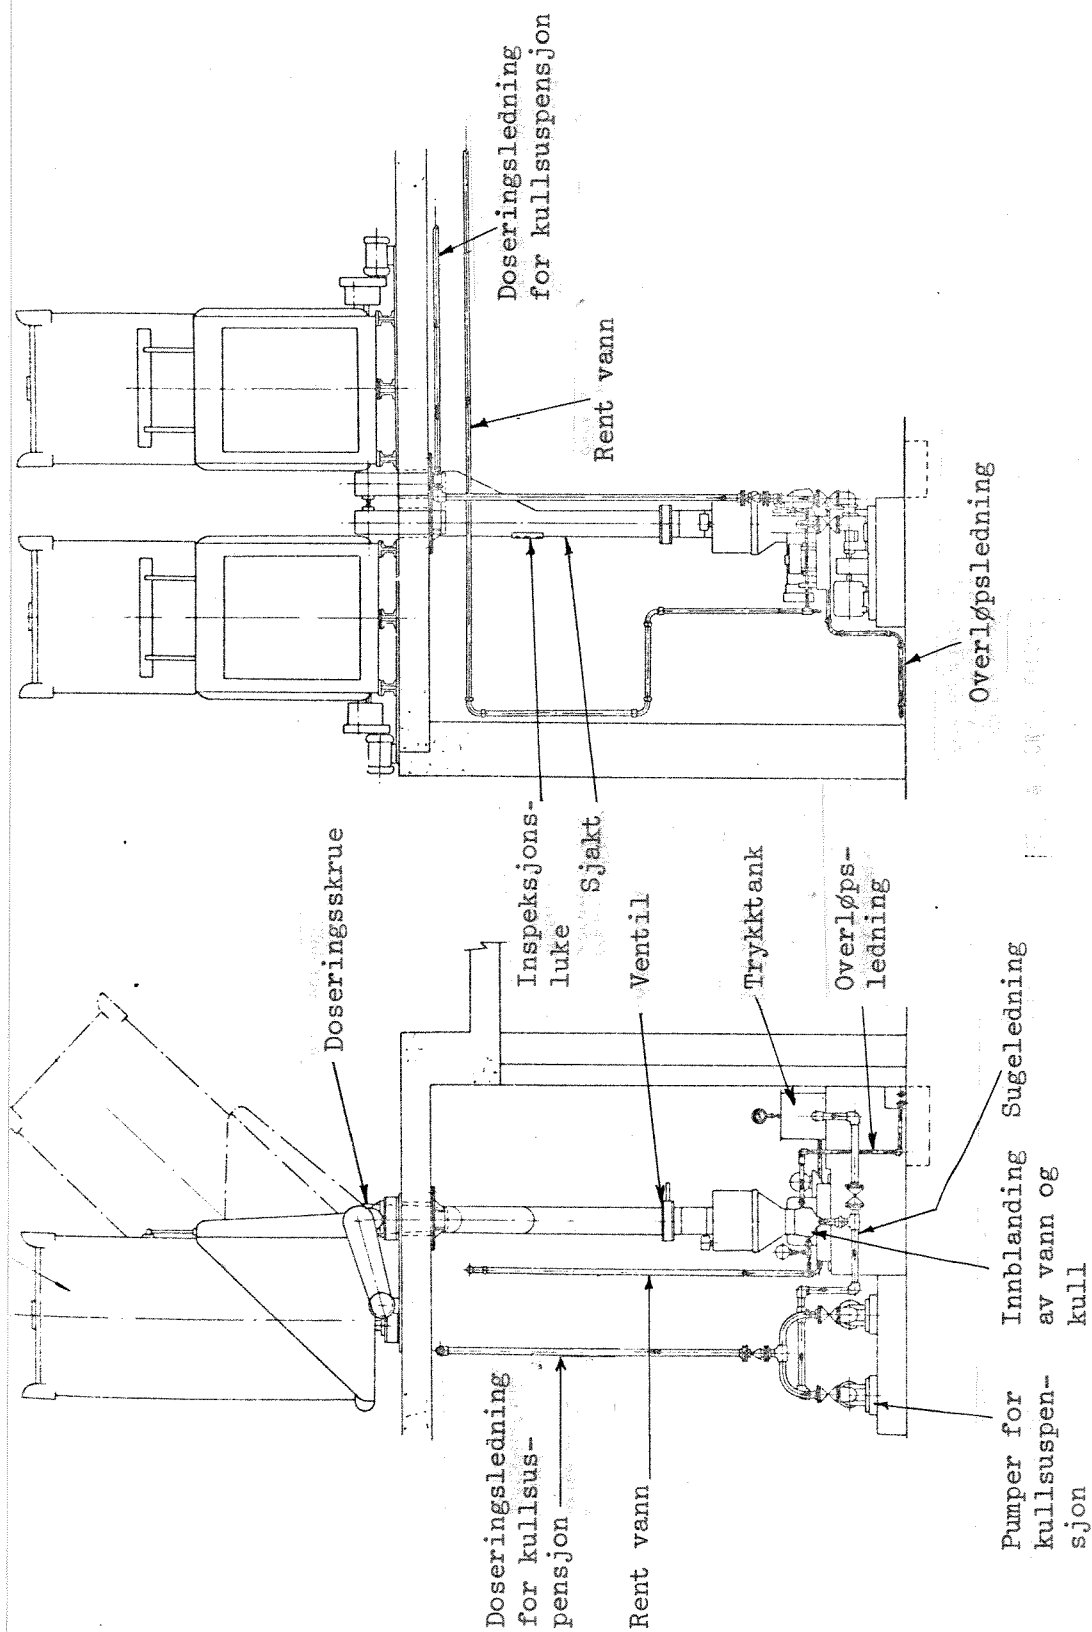 Doseringsledning
for kullsus-
pensjon
Rent vann
Pumper for
kullsuspen-
sjon
Innblanding
av vann og
kull
Sugeledning
Doseringsskrue
Ventil
Trykktank
Overløps-
ledning
Inspeksjons-
luke
Sjakt
Overløpsledning
Rent vann
Doseringsledning
for kullsuspensjon